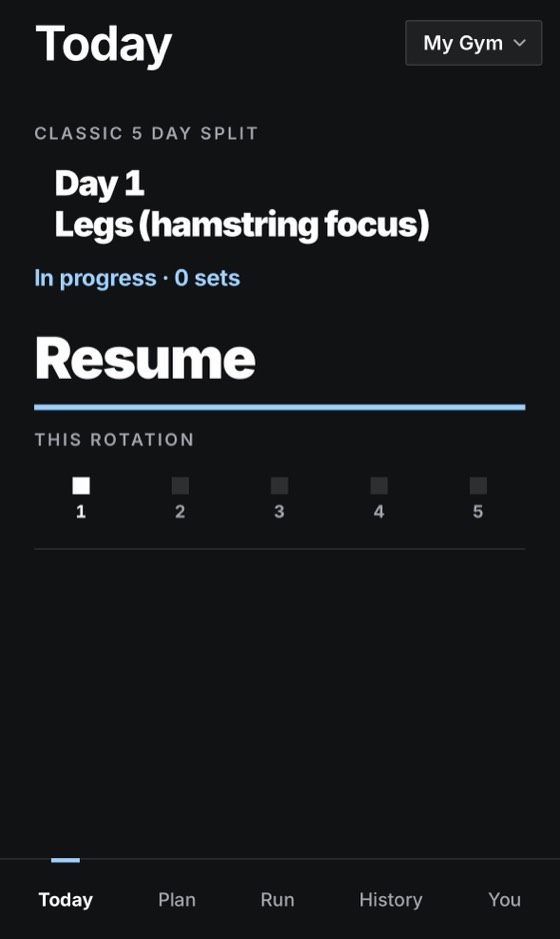 Today
My Gym
CLASSIC 5 DAY SPLIT
Day 1
Legs (hamstring focus)
In progress · 0 sets
Resume
THIS ROTATION
1 2 3 4 5
Today Plan Run History You